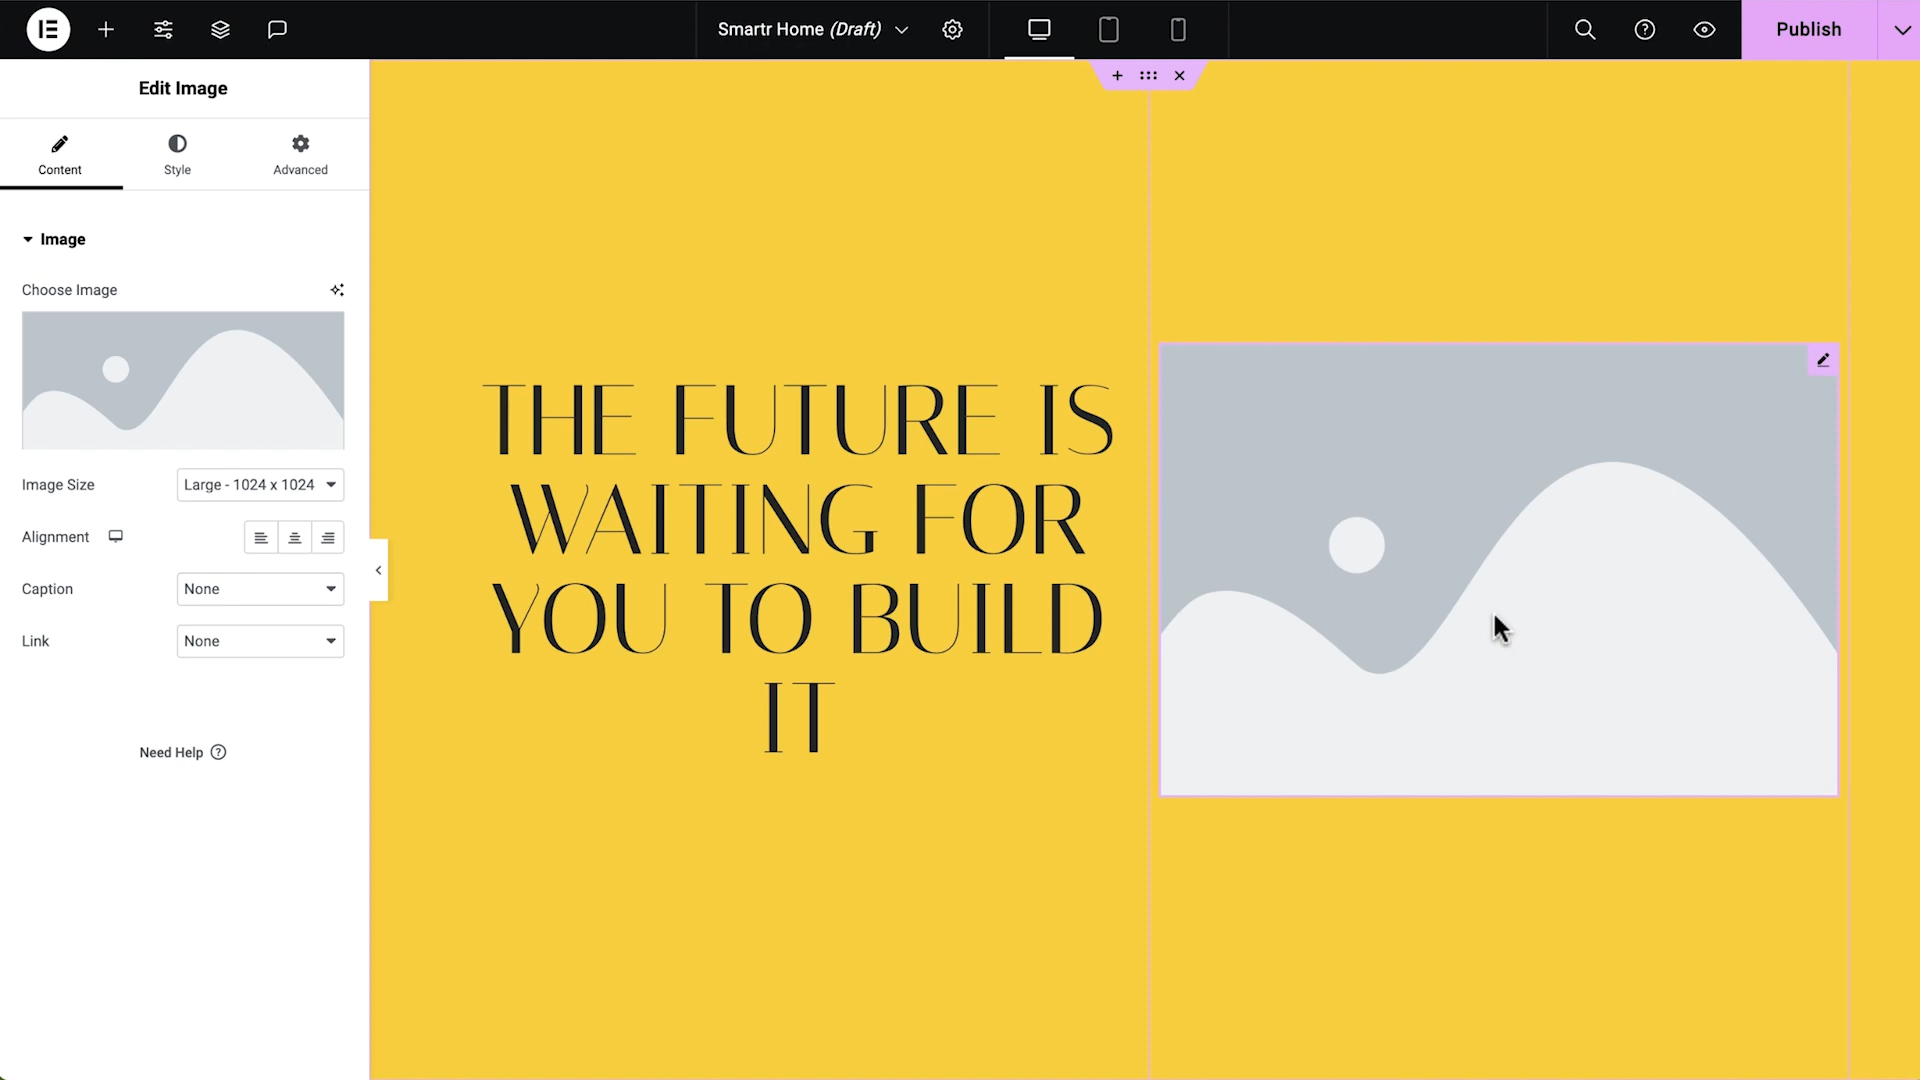 Smartr Home (Draft)
Publish
Edit Image
Content
Style
Advanced
Image
Choose Image
Image Size
Large - 1024 x 1024
Alignment
Caption
None
Link
None
Need Help
THE FUTURE IS
WAITING FOR
YOU TO BUILD
IT